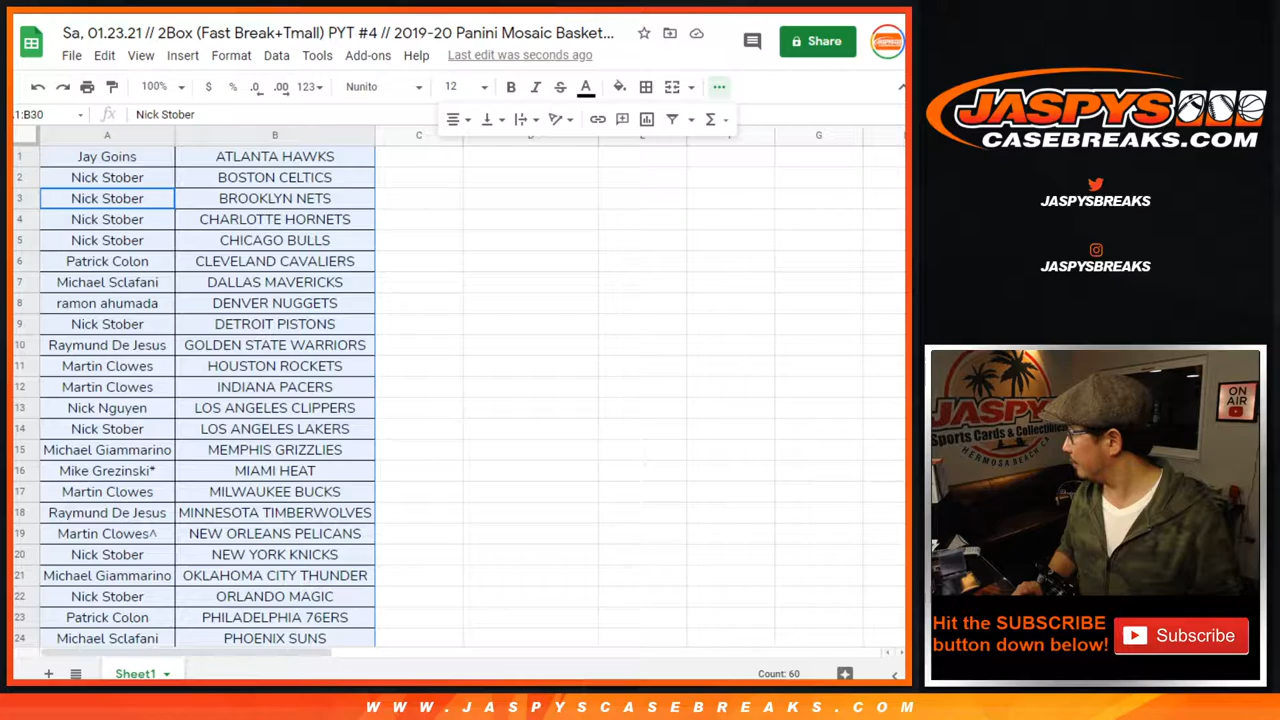 Sa, 01.23.21 // 2Box (Fast Break+Tmall) PYT #4 // 2019-20 Panini Mosaic Basket...
File Edit View Insert Format Data Tools Add-ons Help Last edit was seconds ago
Share
100% $ % .0 .00 123 Nunito 12 B I S A
1:B30 fx Nick Stober
A B C G
1 Jay Goins ATLANTA HAWKS
2 Nick Stober BOSTON CELTICS
3 Nick Stober BROOKLYN NETS
4 Nick Stober CHARLOTTE HORNETS
5 Nick Stober CHICAGO BULLS
6 Patrick Colon CLEVELAND CAVALIERS
7 Michael Sclafani DALLAS MAVERICKS
8 ramon ahumada DENVER NUGGETS
9 Nick Stober DETROIT PISTONS
10 Raymund De Jesus GOLDEN STATE WARRIORS
11 Martin Clowes HOUSTON ROCKETS
12 Martin Clowes INDIANA PACERS
13 Nick Nguyen LOS ANGELES CLIPPERS
14 Nick Stober LOS ANGELES LAKERS
15 Michael Giammarino MEMPHIS GRIZZLIES
16 Mike Grezinski* MIAMI HEAT
17 Martin Clowes MILWAUKEE BUCKS
18 Raymund De Jesus MINNESOTA TIMBERWOLVES
19 Martin Clowes^ NEW ORLEANS PELICANS
20 Nick Stober NEW YORK KNICKS
21 Michael Giammarino OKLAHOMA CITY THUNDER
22 Nick Stober ORLANDO MAGIC
23 Patrick Colon PHILADELPHIA 76ERS
24 Michael Sclafani PHOENIX SUNS
Sheet1 Count: 60
JASPYS
CASEBREAKS.COM
JASPYSBREAKS
JASPYSBREAKS
JASPY'S
Sports Cards & Collectibles
HERMOSA BEACH
ON
AIR
Hit the SUBSCRIBE
button down below!
Subscribe
WWW.JASPYSCASEBREAKS.COM